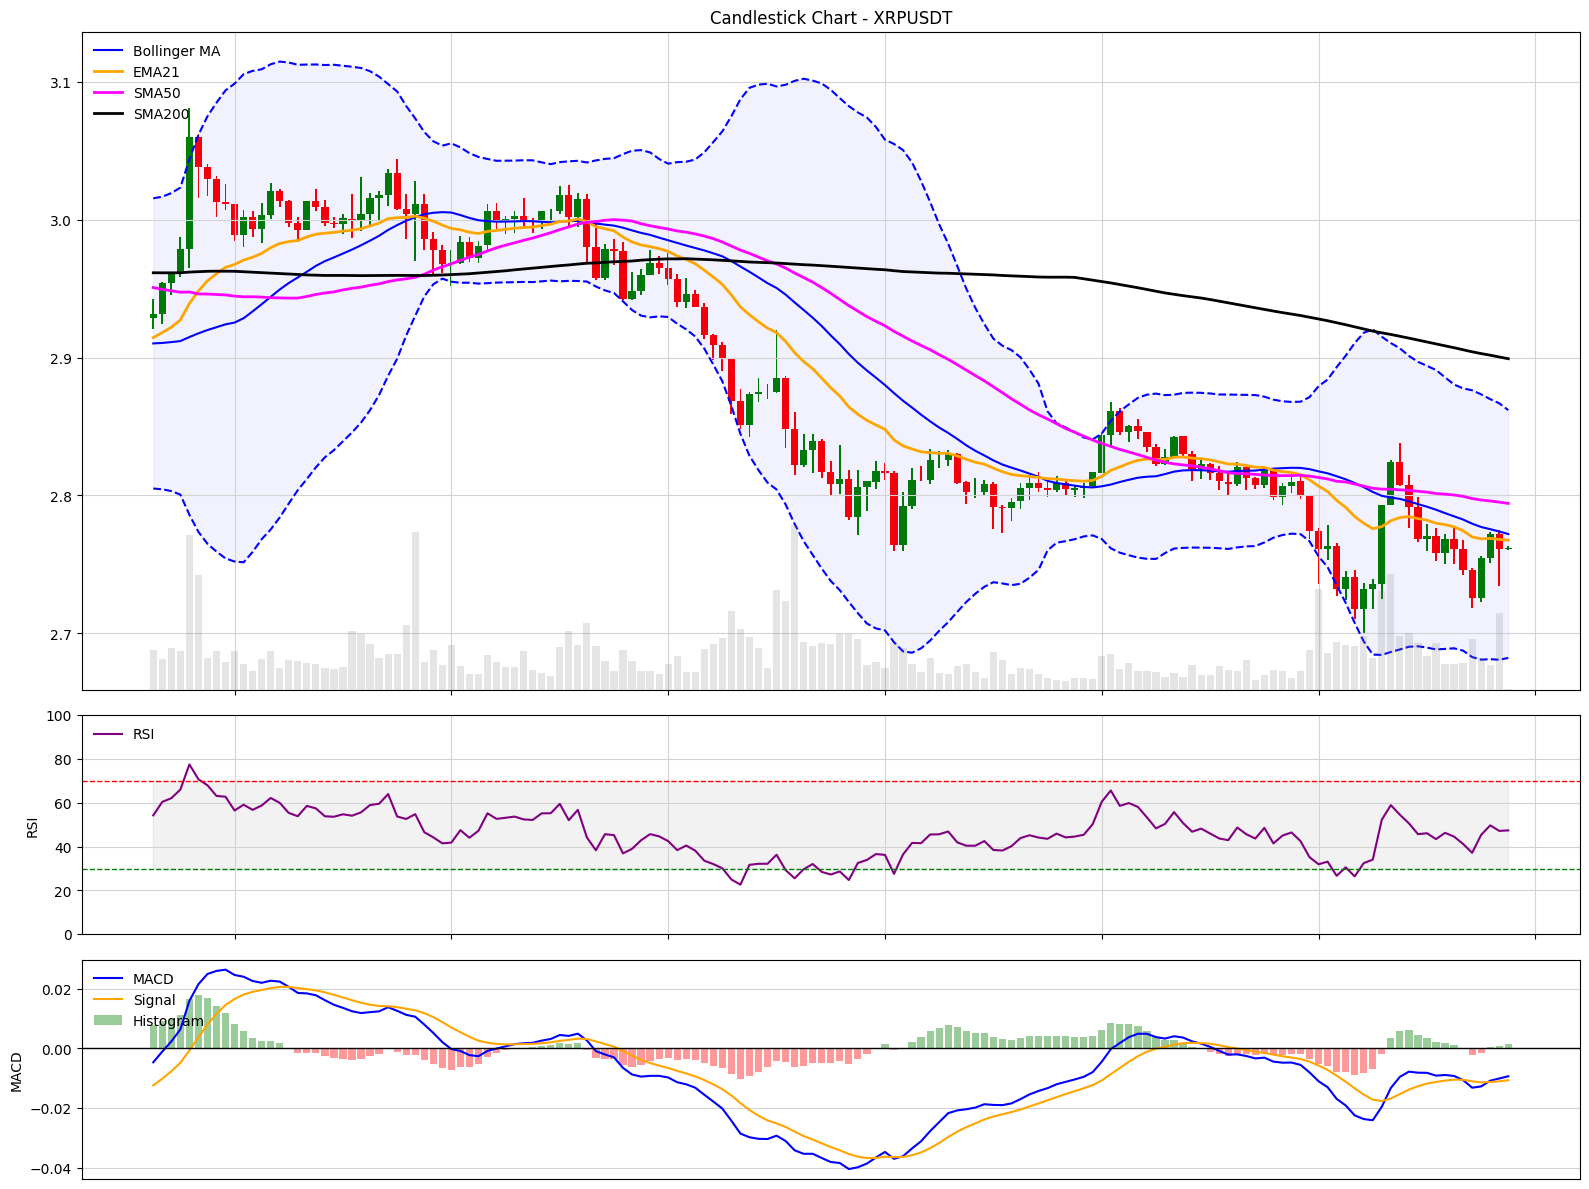 Candlestick Chart - XRPUSDT
Bollinger MA
EMA21
SMA50
SMA200
3.1
3.0
2.9
2.8
2.7
RSI
100
80
60
40
20
0
RSI
MACD
Signal
Histogram
0.02
0.00
−0.02
−0.04
MACD